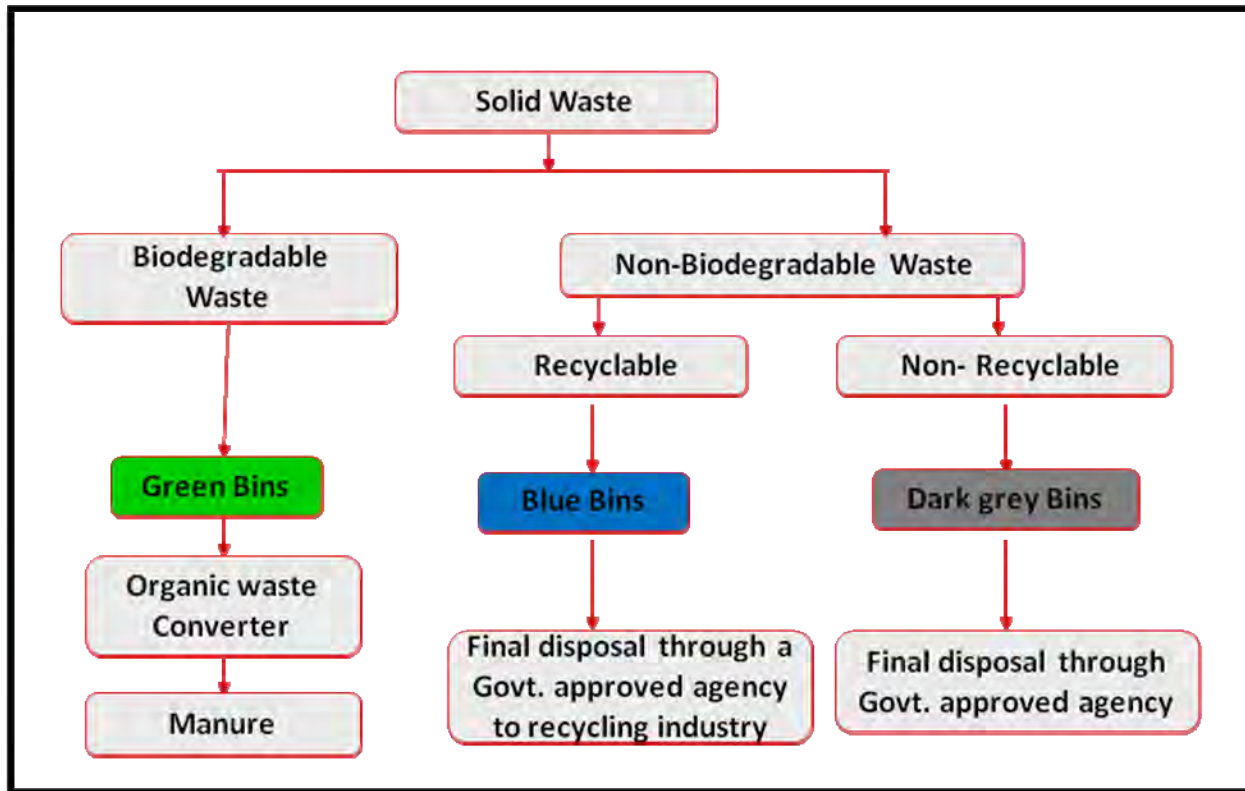 Solid Waste
Biodegradable
Waste
Non-Biodegradable Waste
Recyclable
Non- Recyclable
Green Bins
Blue Bins
Dark grey Bins
Organic waste
Converter
Manure
Final disposal through a
Govt. approved agency
to recycling industry
Final disposal through
Govt. approved agency